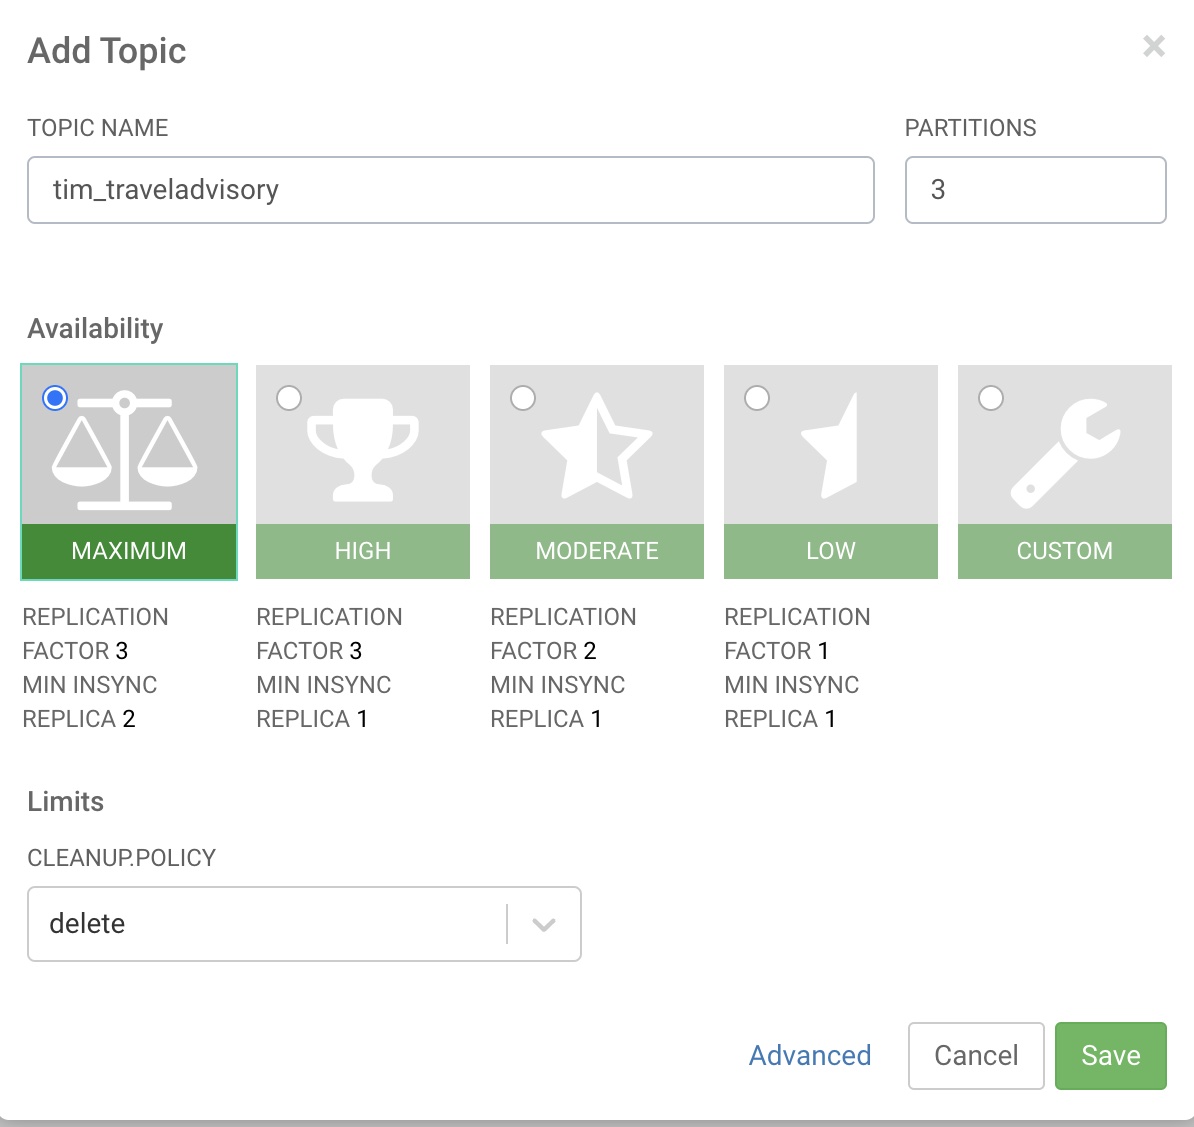 Add Topic
×
TOPIC NAME
PARTITIONS
tim_traveladvisory
3
Availability
MAXIMUM
HIGH
MODERATE
LOW
CUSTOM
REPLICATION
FACTOR 3
MIN INSYNC
REPLICA 2
REPLICATION
FACTOR 3
MIN INSYNC
REPLICA 1
REPLICATION
FACTOR 2
MIN INSYNC
REPLICA 1
REPLICATION
FACTOR 1
MIN INSYNC
REPLICA 1
Limits
CLEANUP.POLICY
delete
Advanced
Cancel
Save